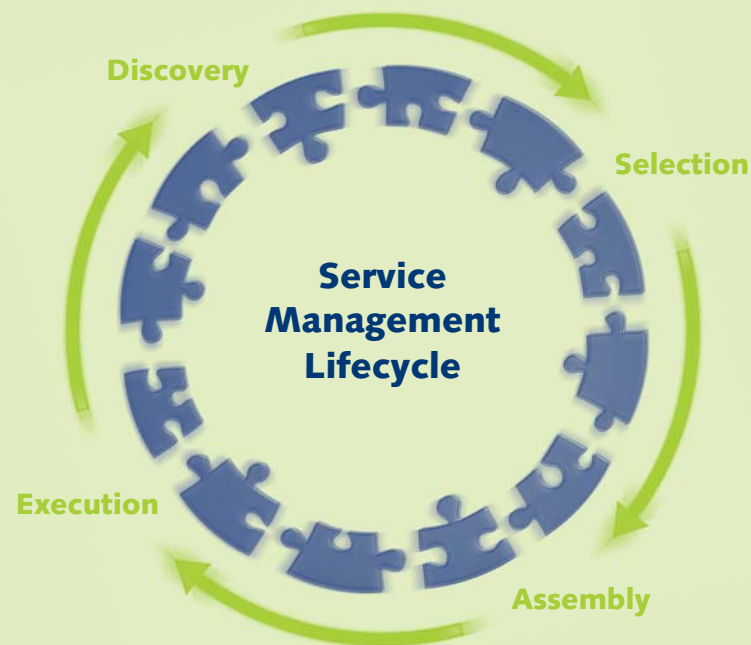 Discovery
Selection
Service
Management
Lifecycle
Execution
Assembly